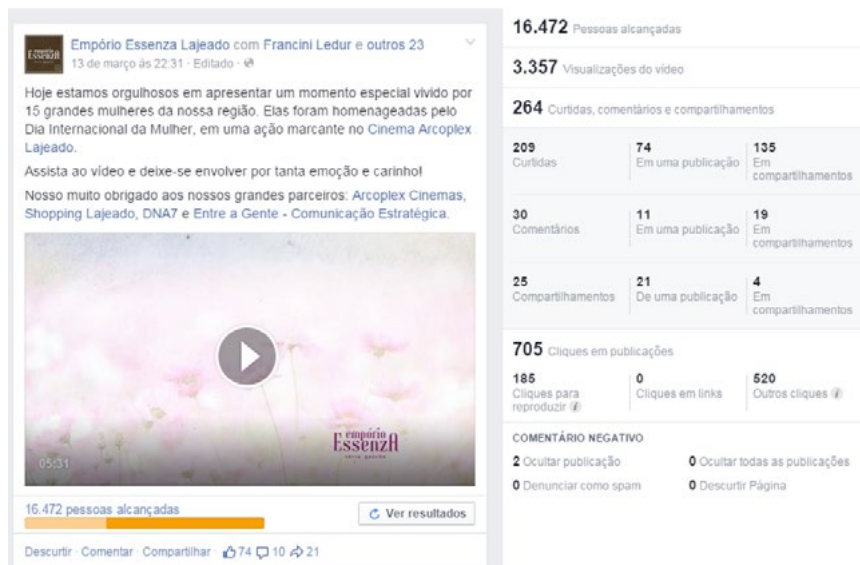 Empório Essenza Lajeado com Francini Ledur e outros 23
13 de março às 22:31 · Editado ·
Hoje estamos orgulhosos em apresentar um momento especial vivido por
15 grandes mulheres da nossa região. Elas foram homenageadas pelo
Dia Internacional da Mulher, em uma ação marcante no Cinema Arcoplex
Lajeado.
Assista ao vídeo e deixe-se envolver por tanta emoção e carinho!
Nosso muito obrigado aos nossos grandes parceiros: Arcoplex Cinemas,
Shopping Lajeado, DNA7 e Entre a Gente - Comunicação Estratégica.
empório
Essenza
05:31
16.472 pessoas alcançadas
Ver resultados
Descurtir · Comentar · Compartilhar · 74 10 21
16.472 Pessoas alcançadas
3.357 Visualizações do vídeo
264 Curtidas, comentários e compartilhamentos
209 74 135
Curtidas Em uma publicação Em
compartilhamentos
30 11 19
Comentários Em uma publicação Em
compartilhamentos
25 21 4
Compartilhamentos De uma publicação Em
compartilhamentos
705 Cliques em publicações
185 0 520
Cliques para Cliques em links Outros cliques
reproduzir
COMENTÁRIO NEGATIVO
2 Ocultar publicação 0 Ocultar todas as publicações
0 Denunciar como spam 0 Descurtir Página